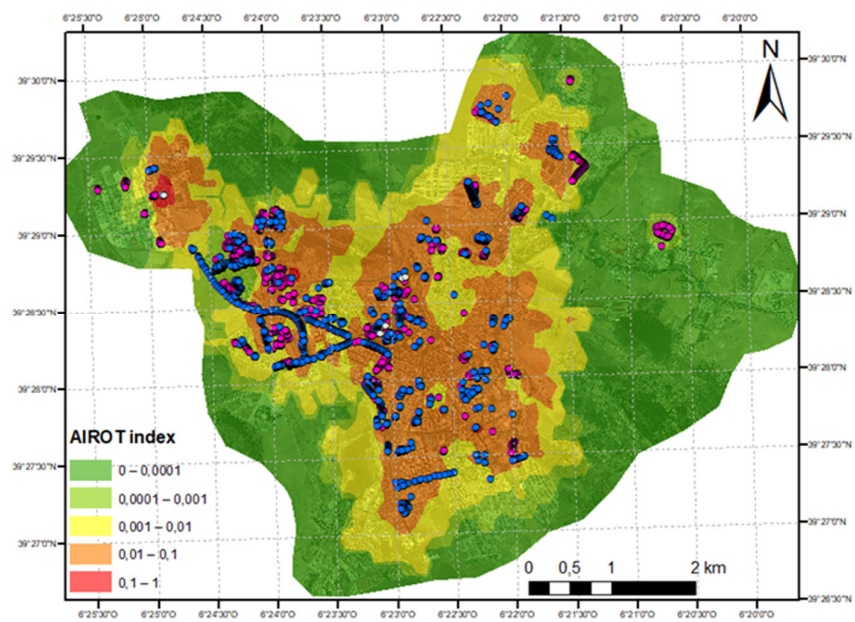 6°25'30"O 6°25'0"O 6°24'30"O 6°24'0"O 6°23'30"O 6°23'0"O 6°22'30"O 6°22'0"O 6°21'30"O 6°21'0"O 6°20'30"O 6°20'0"O
N
39°30'0"N 39°30'0"N
39°29'30"N 39°29'30"N
39°29'0"N 39°29'0"N
39°28'30"N 39°28'30"N
39°28'0"N 39°28'0"N
39°27'30"N 39°27'30"N
39°27'0"N 39°27'0"N
39°26'30"N
AIROT index
0 – 0,0001
0,0001 – 0,001
0,001 – 0,01
0,01 – 0,1
0,1 – 1
0 0,5 1 2 km
6°25'30"O 6°25'0"O 6°24'30"O 6°24'0"O 6°23'30"O 6°23'0"O 6°22'30"O 6°22'0"O 6°21'30"O 6°21'0"O 6°20'30"O 6°20'0"O